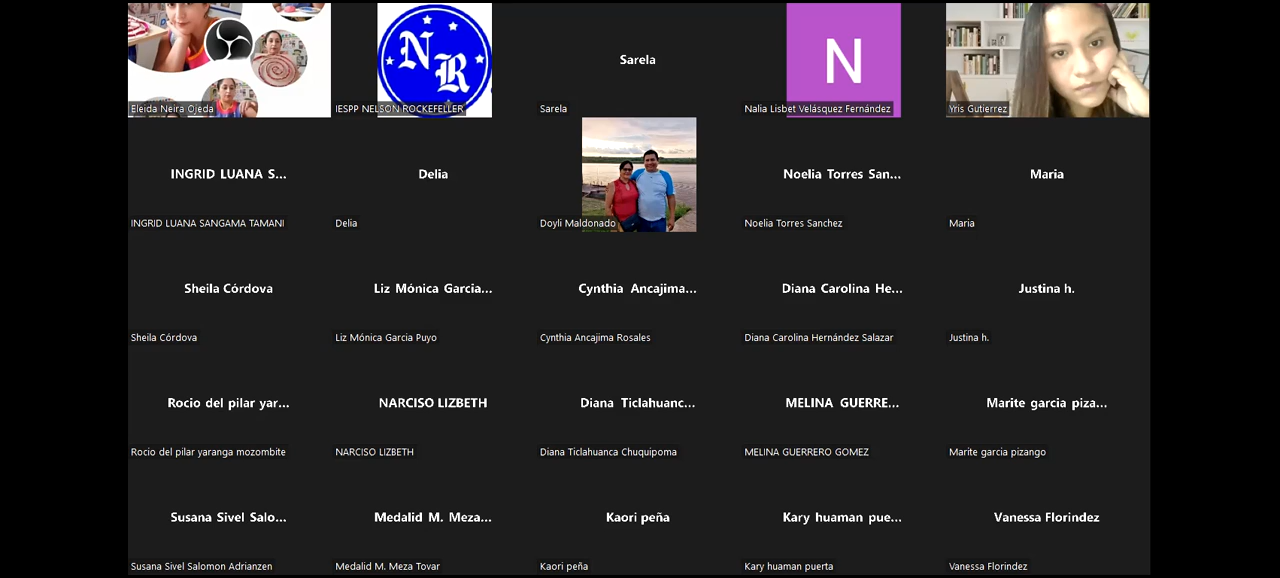 Eleida Neira Ojeda
N
R
IESPP NELSON ROCKEFELLER
Sarela
Sarela
N
Nalia Lisbet Velásquez Fernández
Yris Gutierrez
INGRID LUANA S...
INGRID LUANA SANGAMA TAMANI
Delia
Delia
Doyli Maldonado
Noelia Torres San...
Noelia Torres Sanchez
Maria
Maria
Sheila Córdova
Sheila Córdova
Liz Mónica Garcia...
Liz Mónica Garcia Puyo
Cynthia Ancajima...
Cynthia Ancajima Rosales
Diana Carolina He...
Diana Carolina Hernández Salazar
Justina h.
Justina h.
Rocio del pilar yar...
Rocio del pilar yaranga mozombite
NARCISO LIZBETH
NARCISO LIZBETH
Diana Ticlahuanc...
Diana Ticlahuanca Chuquipoma
MELINA GUERRE...
MELINA GUERRERO GOMEZ
Marite garcia piza...
Marite garcia pizango
Susana Sivel Salo...
Susana Sivel Salomon Adrianzen
Medalid M. Meza...
Medalid M. Meza Tovar
Kaori peña
Kaori peña
Kary huaman pue...
Kary huaman puerta
Vanessa Florindez
Vanessa Florindez